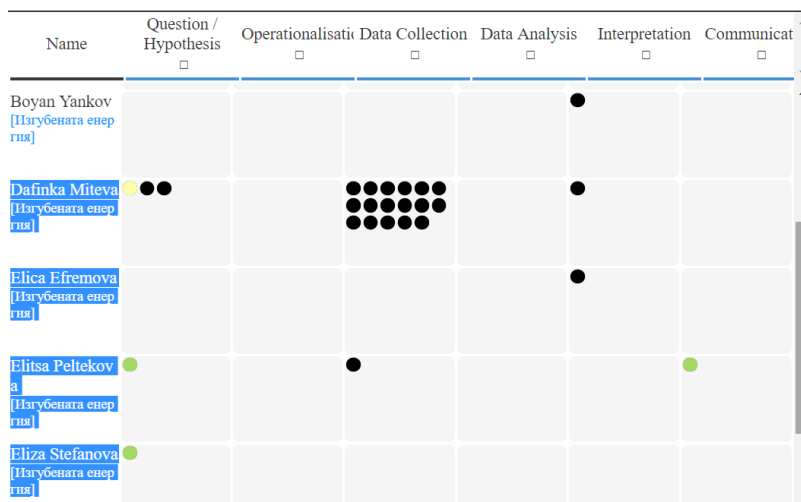 Name
Question /
Hypothesis
Operationalisatic
Data Collection
Data Analysis
Interpretation
Communicat
Boyan Yankov
[Изгубената енер
гия]
Dafinka Miteva
[Изгубената енер
гия]
Elica Efremova
[Изгубената енер
гия]
Elitsa Peltekov
a
[Изгубената енер
гия]
Eliza Stefanova
[Изгубената енер
гия]